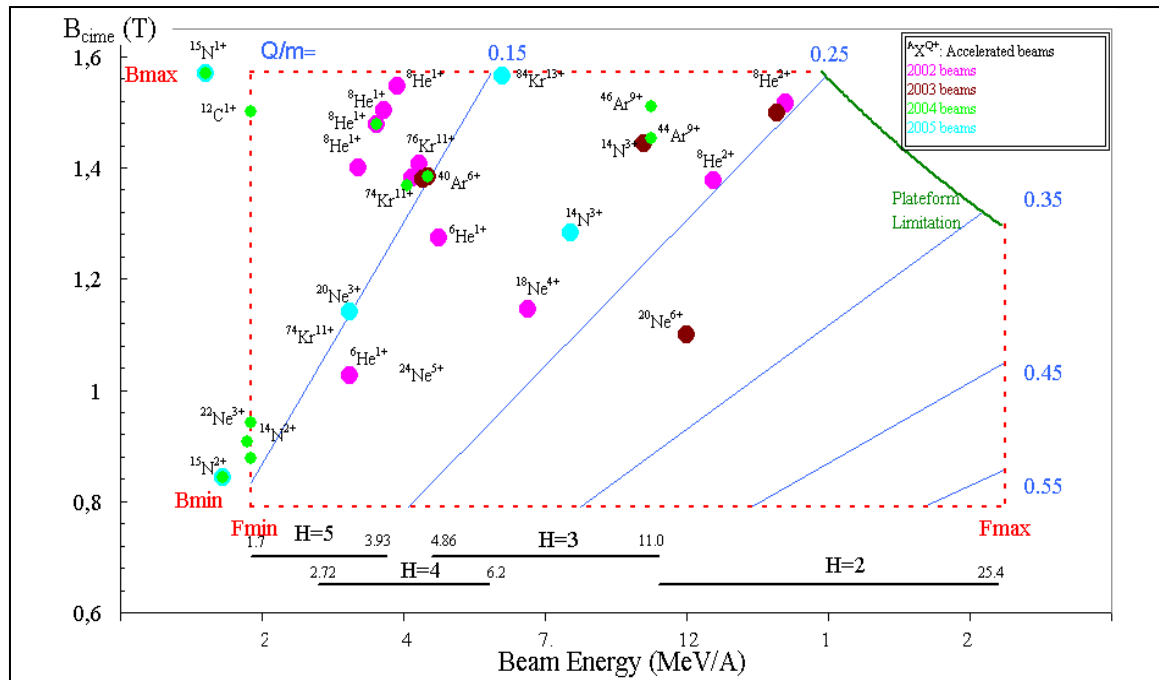 B_cime (T)
Q/m=
0.15
0.25
^AX^Q+: Accelerated beams
2002 beams
2003 beams
2004 beams
2005 beams
1,6
Bmax
¹⁵N¹⁺
⁸He¹⁺
⁸⁴Kr¹³⁺
⁸He²⁺
¹²C¹⁺
⁸He¹⁺
⁴⁶Ar⁹⁺
⁸He¹⁺
⁴⁴Ar⁹⁺
⁸He¹⁺
⁷⁶Kr¹¹⁺
¹⁴N³⁺
1,4
⁸He²⁺
⁴⁰Ar⁶⁺
⁷⁴Kr¹¹⁺
Plateform
Limitation
0.35
¹⁴N³⁺
⁶He¹⁺
1,2
²⁰Ne³⁺
¹⁸Ne⁴⁺
⁷⁴Kr¹¹⁺
²⁰Ne⁶⁺
⁶He¹⁺
²⁴Ne⁵⁺
0.45
1
²²Ne³⁺
¹⁴N²⁺
¹⁵N²⁺
0.55
Bmin
0,8
Fmin
Fmax
1.7
H=5
3.93
4.86
H=3
11.0
2.72
H=4
6.2
H=2
25.4
0,6
2
4
7.
12
1
2
Beam Energy (MeV/A)